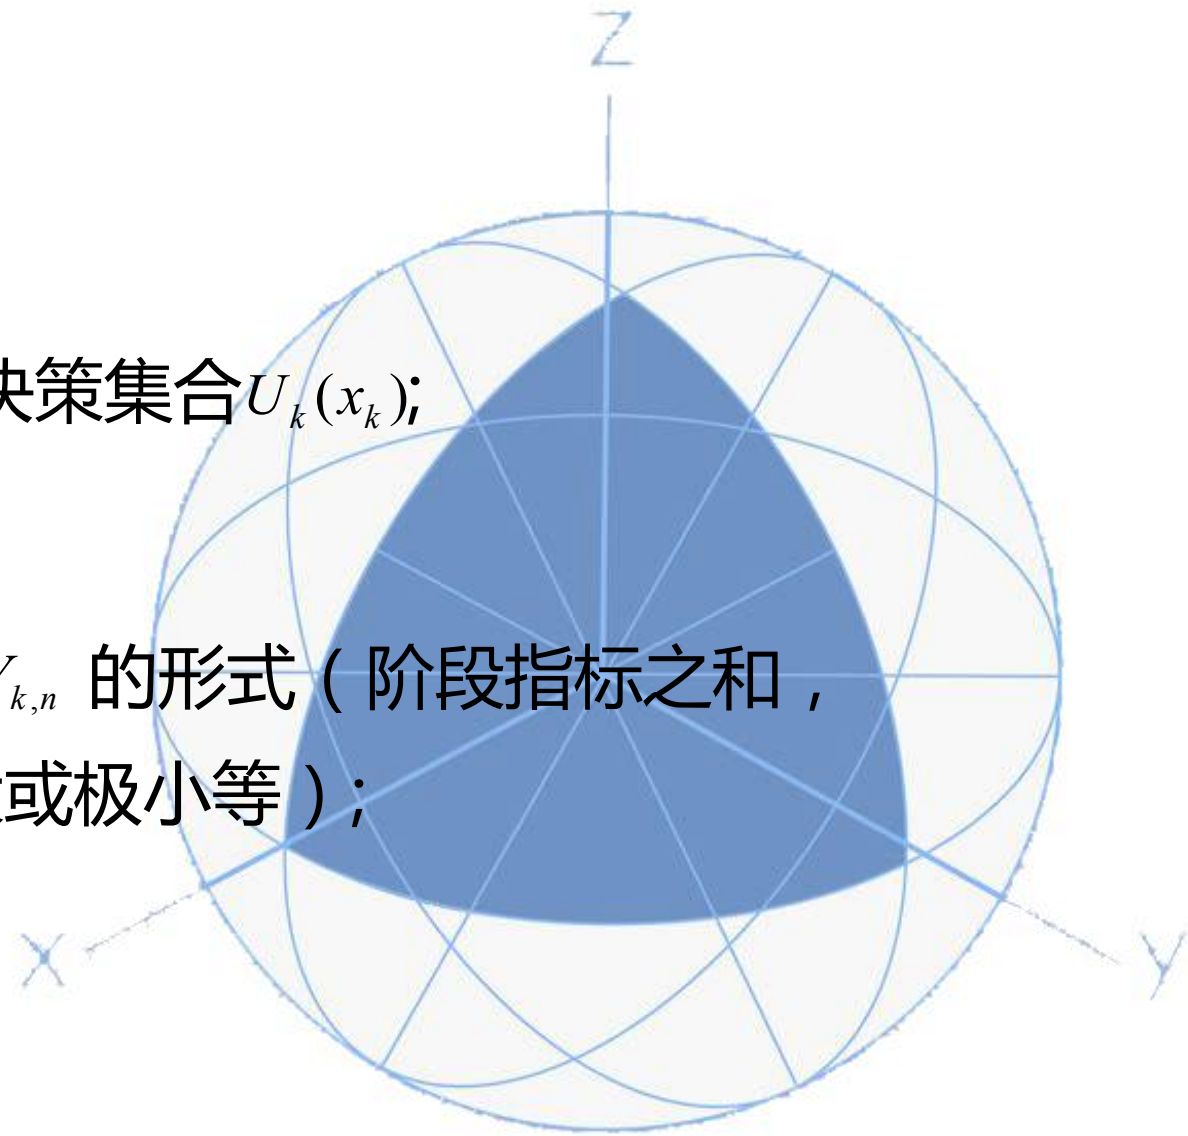 Z
决策集合U_k(x_k);
V_{k,n} 的形式（阶段指标之和，
或极小等）;
X
Y